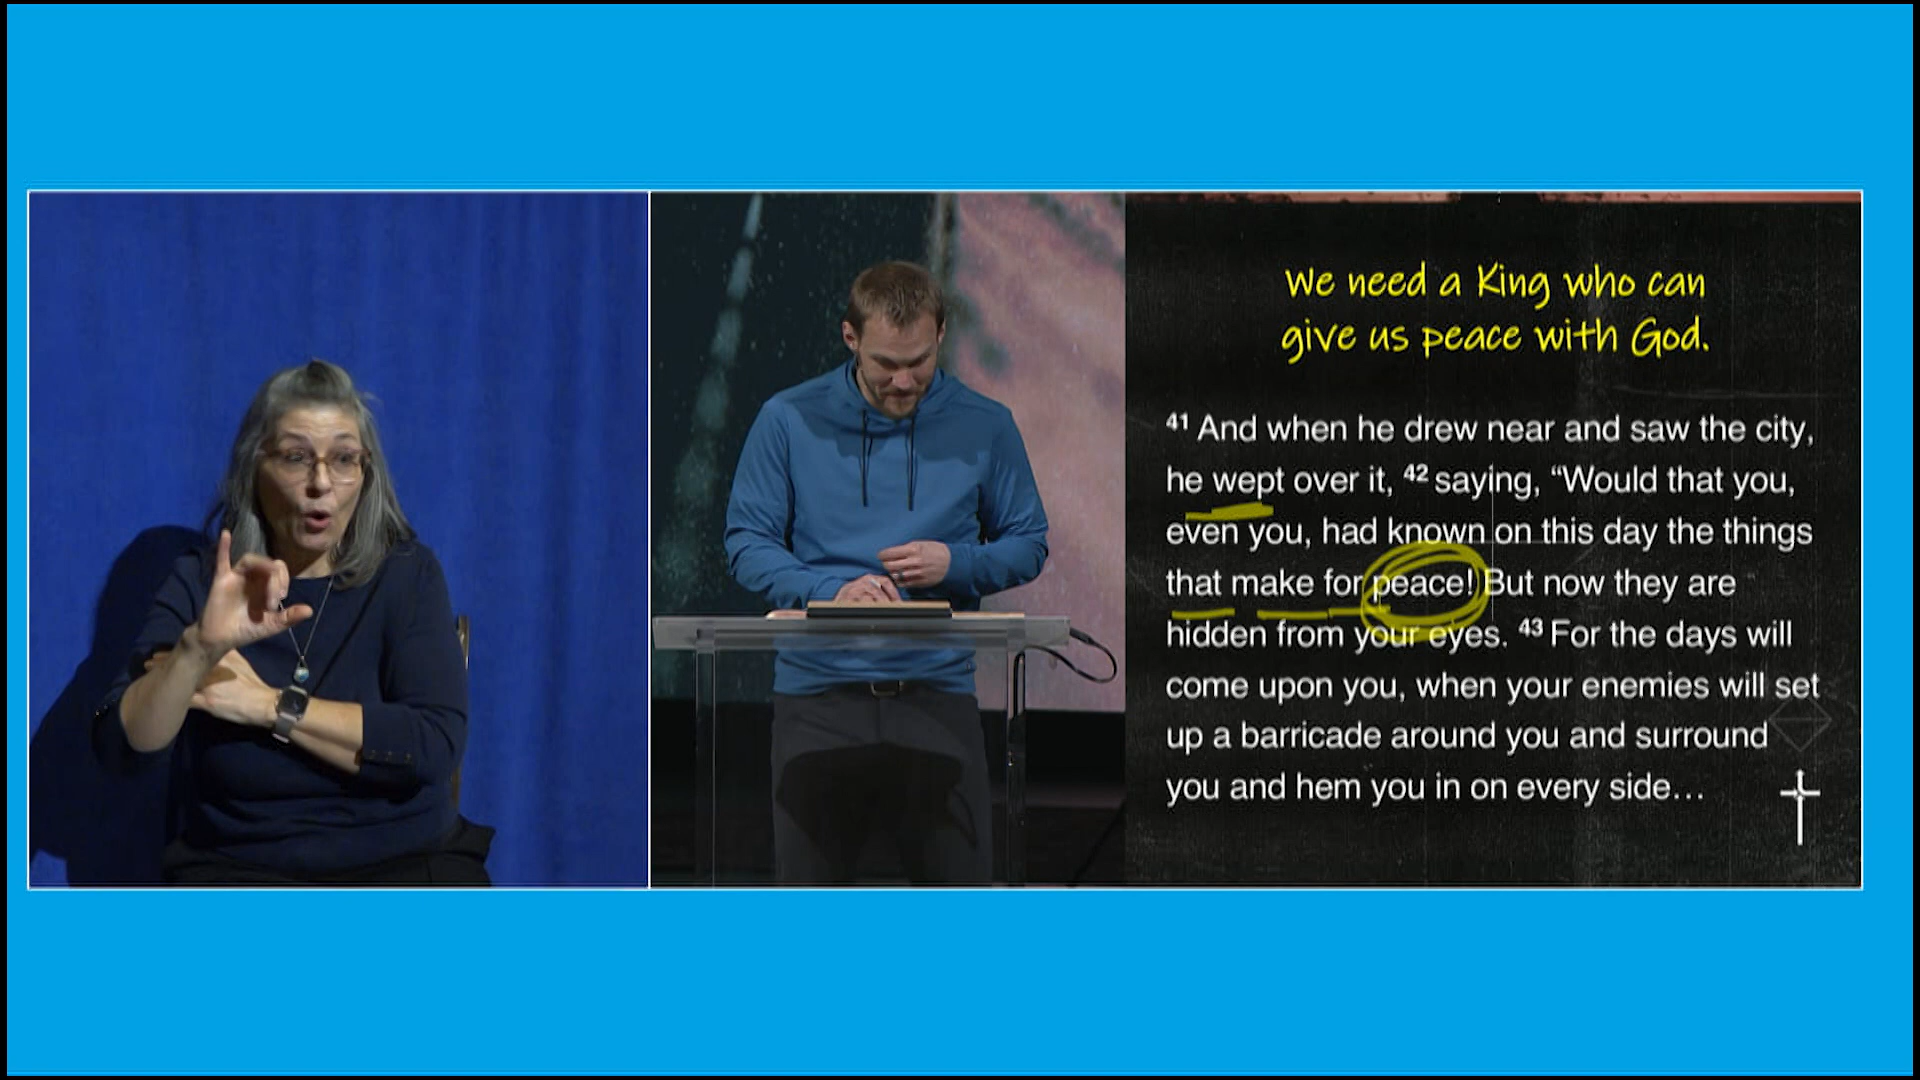 We need a King who can
give us peace with God.
41 And when he drew near and saw the city,
he wept over it, 42 saying, “Would that you,
even you, had known on this day the things
that make for peace! But now they are
hidden from your eyes. 43 For the days will
come upon you, when your enemies will set
up a barricade around you and surround
you and hem you in on every side…